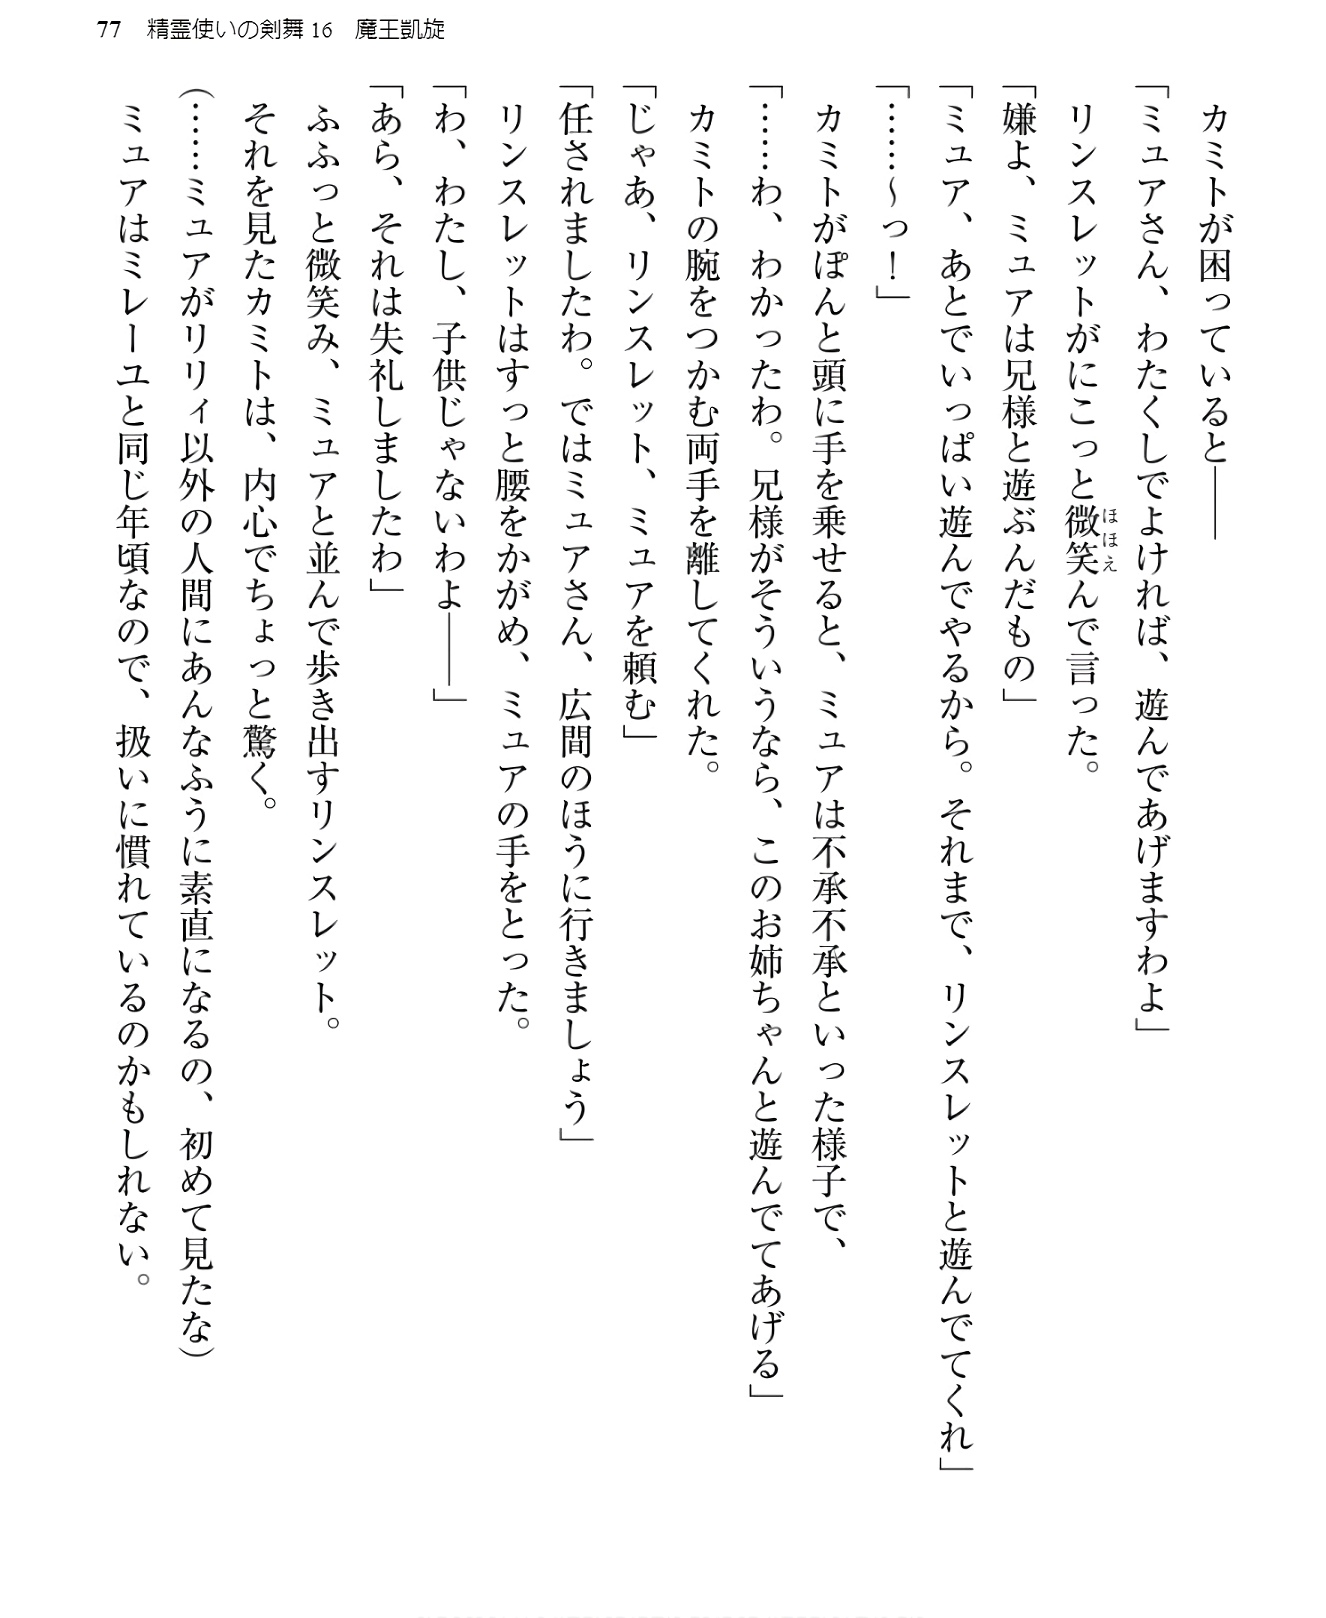 77 精霊使いの剣舞16 魔王凱旋
カミトが困っていると――
「ミュアさん、わたくしでよければ、遊んであげますわよ」
リンスレットがにこっと微笑んで言った。
ほほえ
「嫌よ、ミュアは兄様と遊ぶんだもの」
「ミュア、あとでいっぱい遊んでやるから。それまで、リンスレットと遊んでてくれ」
「……～っ！」
カミトがぽんと頭に手を乗せると、ミュアは不承不承といった様子で、
「……わ、わかったわ。兄様がそういうなら、このお姉ちゃんと遊んでてあげる」
カミトの腕をつかむ両手を離してくれた。
「じゃあ、リンスレット、ミュアを頼む」
「任されましたわ。ではミュアさん、広間のほうに行きましょう」
リンスレットはすっと腰をかがめ、ミュアの手をとった。
「わ、わたし、子供じゃないわよ――」
「あら、それは失礼しましたわ」
ふふっと微笑み、ミュアと並んで歩き出すリンスレット。
それを見たカミトは、内心でちょっと驚く。
（……ミュアがリリィ以外の人間にあんなふうに素直になるの、初めて見たな）
ミュアはミレーユと同じ年頃なので、扱いに慣れているのかもしれない。